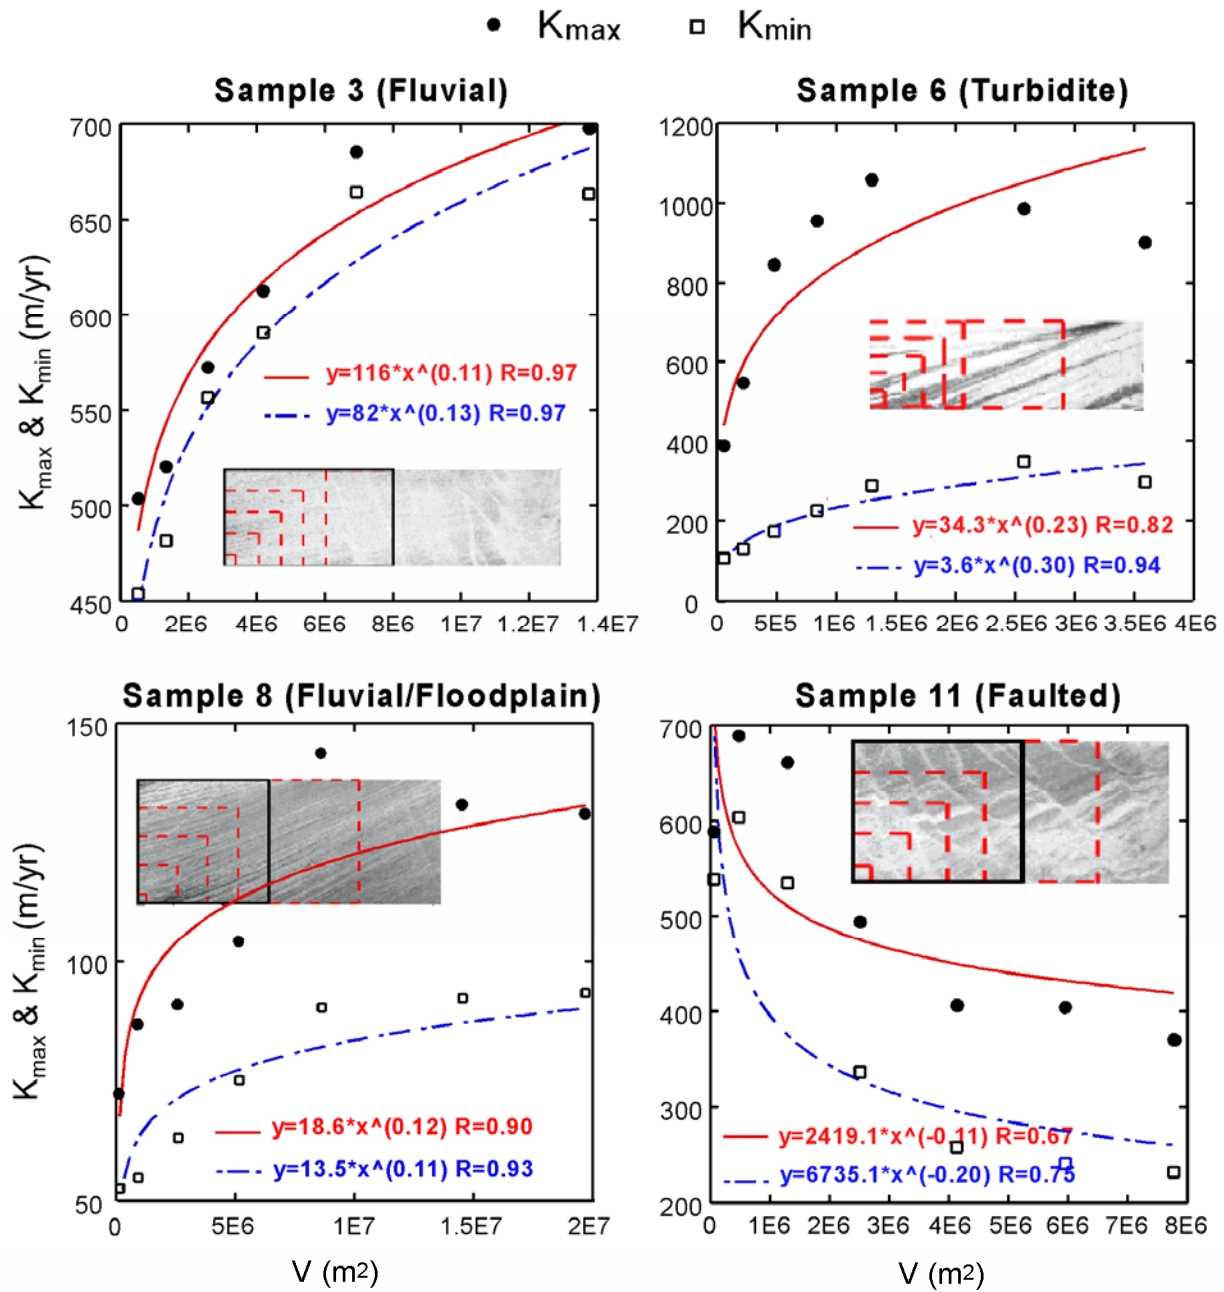 ● Kmax □ Kmin
Sample 3 (Fluvial)
700
650
600
550
500
450
Kmax & Kmin (m/yr)
y=116*x^(0.11) R=0.97
y=82*x^(0.13) R=0.97
0 2E6 4E6 6E6 8E6 1E7 1.2E7 1.4E7
Sample 6 (Turbidite)
1200
1000
800
600
400
200
0
y=34.3*x^(0.23) R=0.82
y=3.6*x^(0.30) R=0.94
0 5E5 1E6 1.5E6 2E6 2.5E6 3E6 3.5E6 4E6
Sample 8 (Fluvial/Floodplain)
150
100
50
Kmax & Kmin (m/yr)
y=18.6*x^(0.12) R=0.90
y=13.5*x^(0.11) R=0.93
0 5E6 1E7 1.5E7 2E7
V (m2)
Sample 11 (Faulted)
700
600
500
400
300
200
y=2419.1*x^(-0.11) R=0.67
y=6735.1*x^(-0.20) R=0.75
0 1E6 2E6 3E6 4E6 5E6 6E6 7E6 8E6
V (m2)